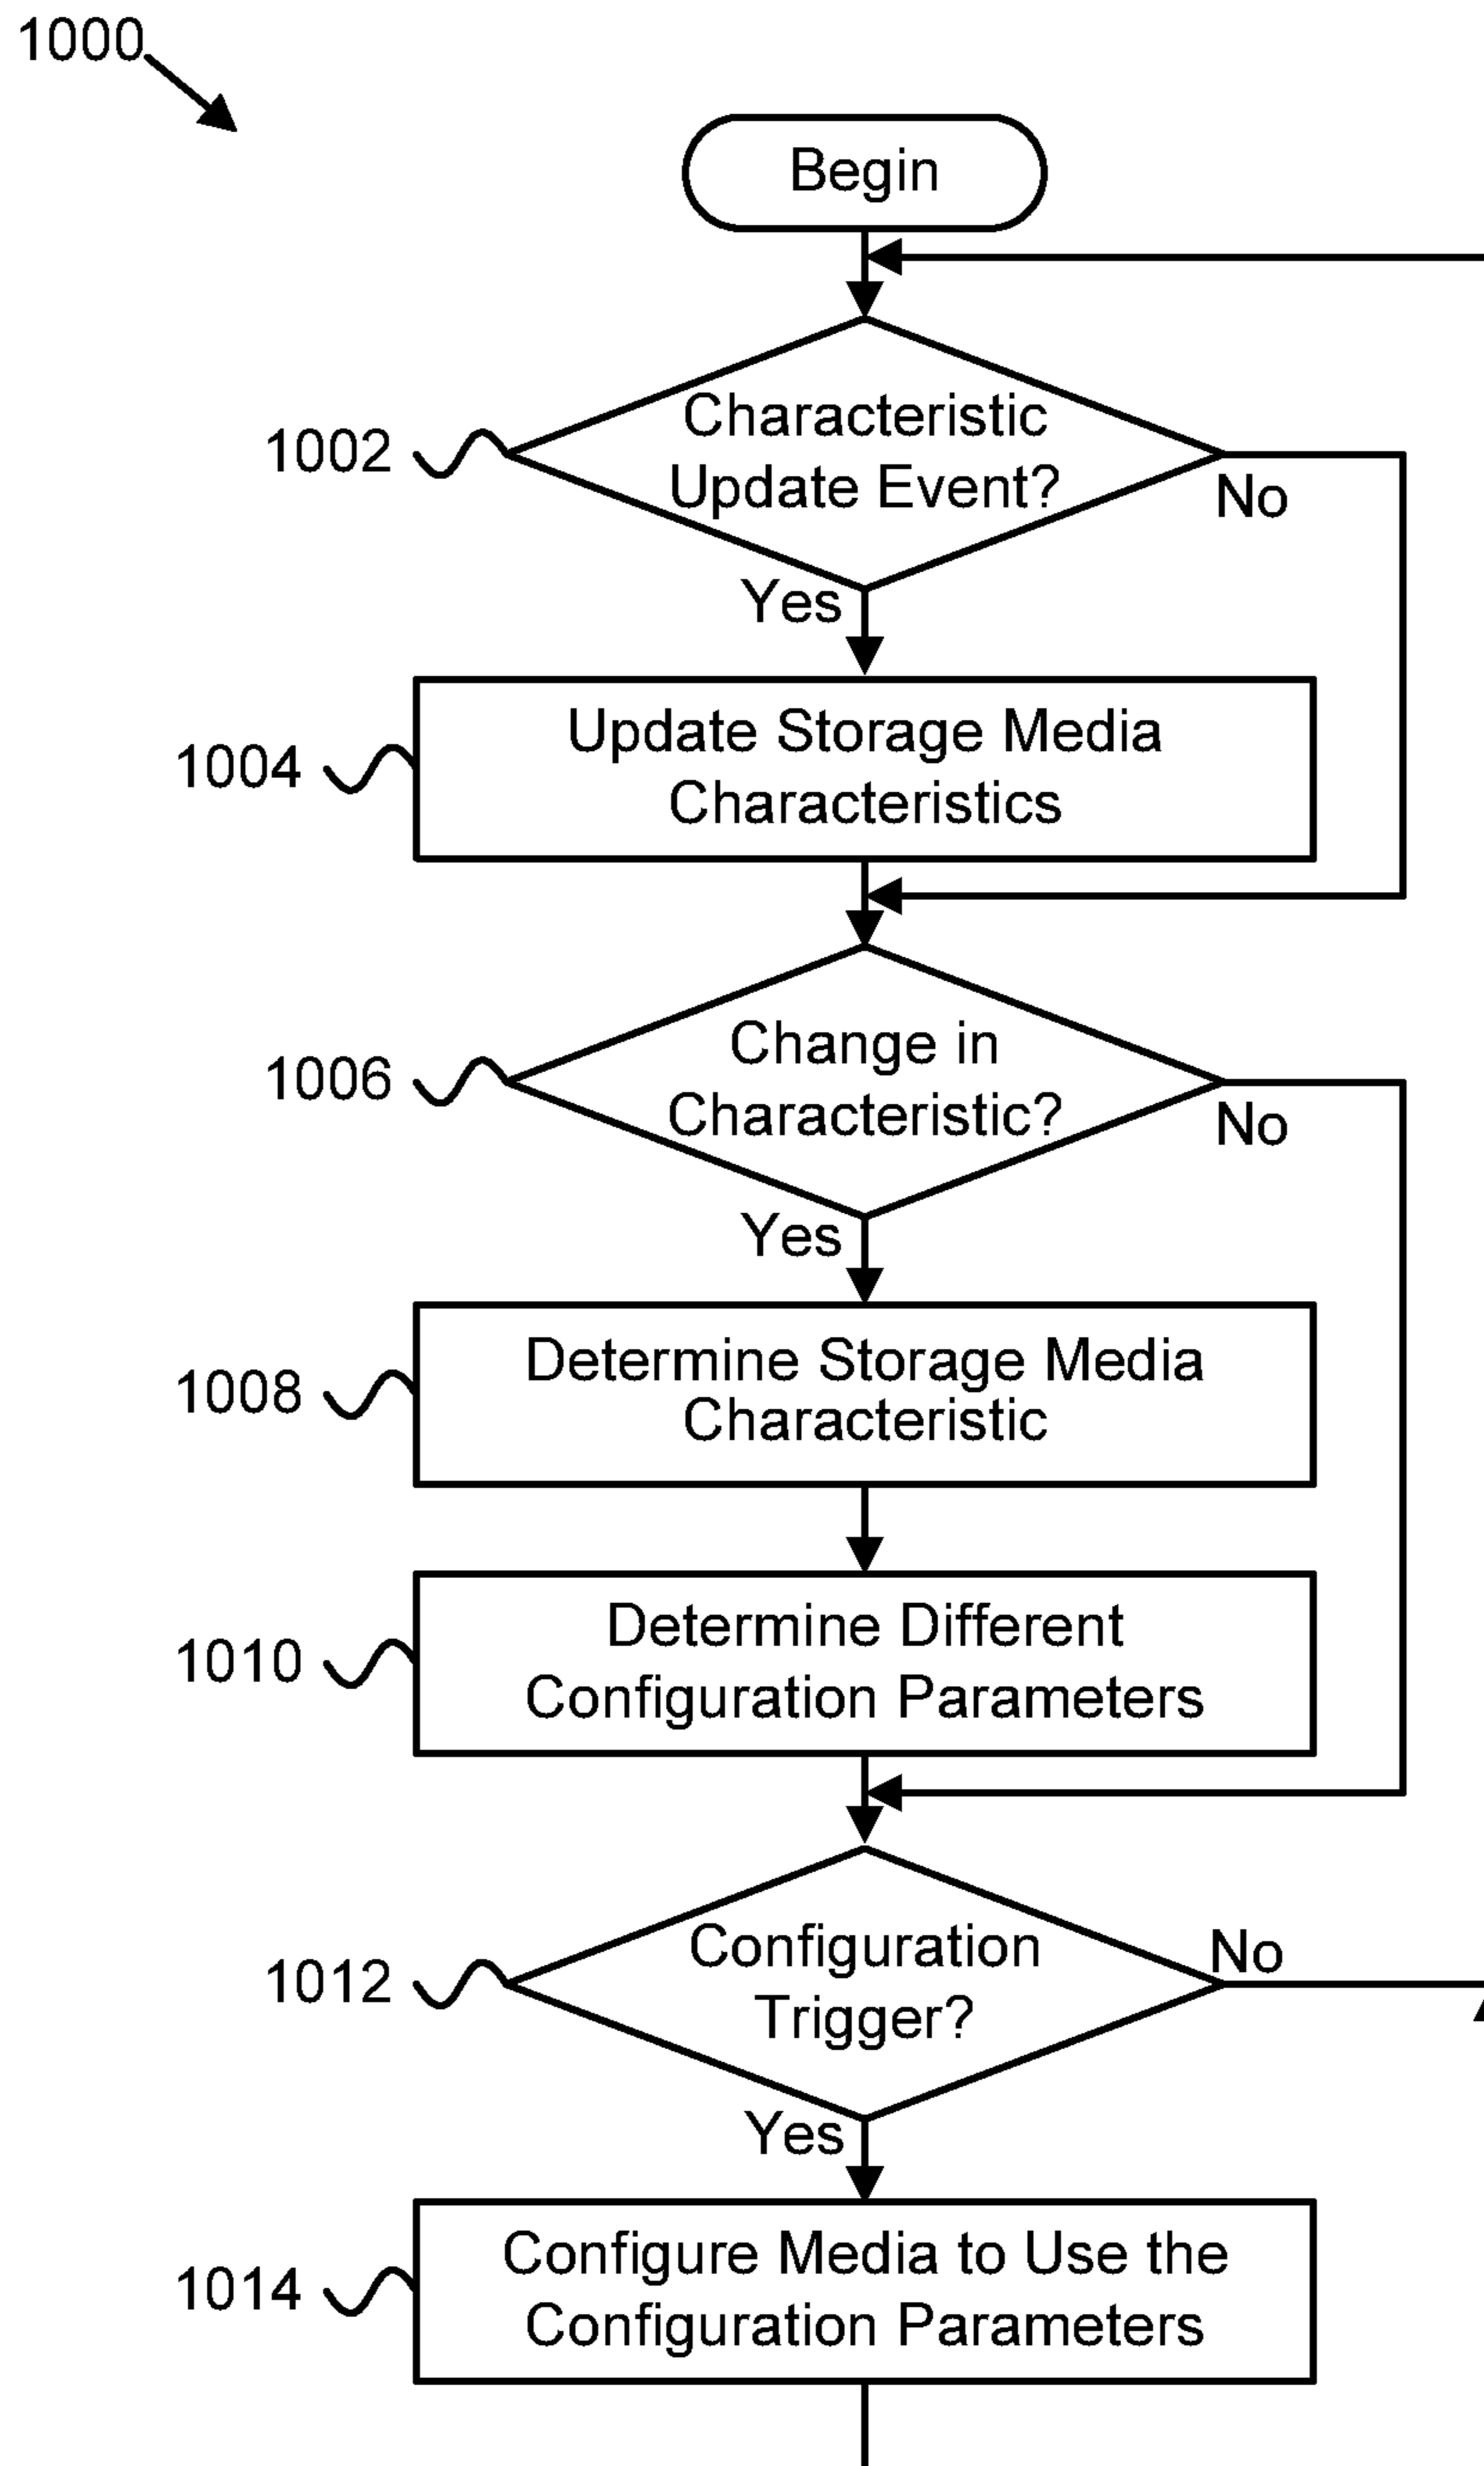 1000
Begin
1002
Characteristic
Update Event?
No
Yes
1004
Update Storage Media
Characteristics
1006
Change in
Characteristic?
No
Yes
1008
Determine Storage Media
Characteristic
1010
Determine Different
Configuration Parameters
1012
Configuration
Trigger?
No
Yes
1014
Configure Media to Use the
Configuration Parameters